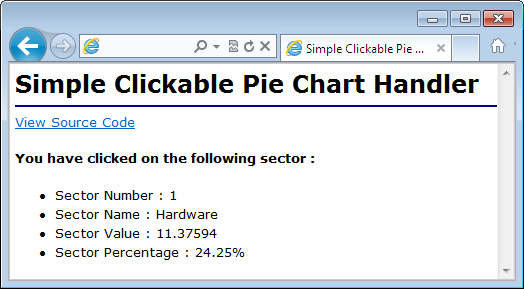 Simple Clickable Pie ...
Simple Clickable Pie Chart Handler
View Source Code
You have clicked on the following sector :
Sector Number : 1
Sector Name : Hardware
Sector Value : 11.37594
Sector Percentage : 24.25%